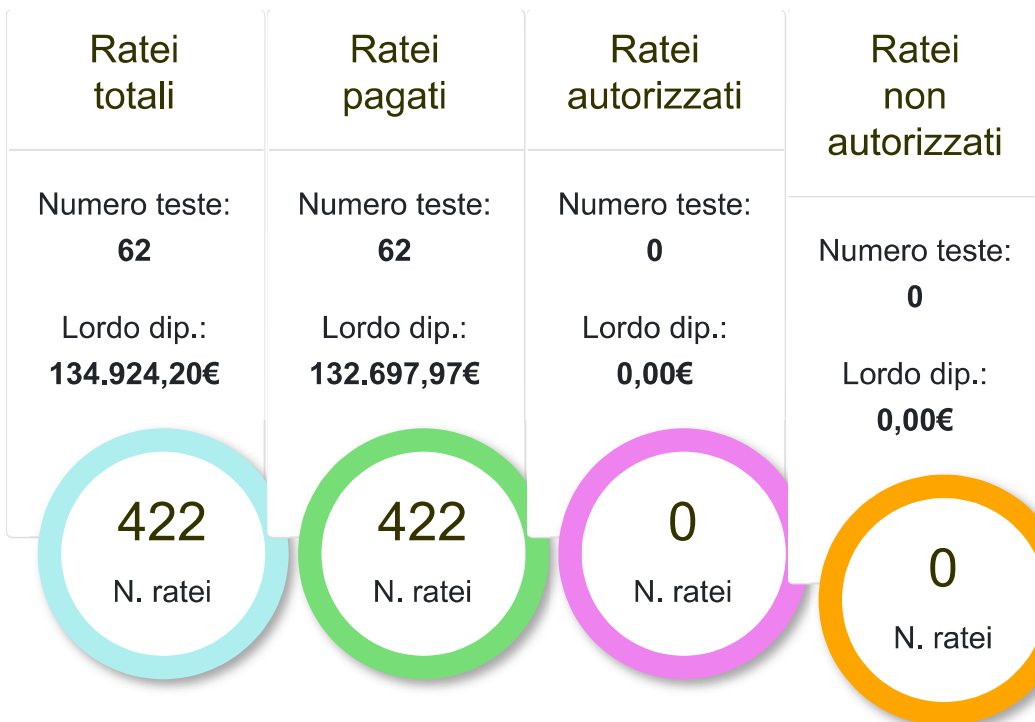 Ratei
totali
Numero teste:
62
Lordo dip.:
134.924,20€
422
N. ratei
Ratei
pagati
Numero teste:
62
Lordo dip.:
132.697,97€
422
N. ratei
Ratei
autorizzati
Numero teste:
0
Lordo dip.:
0,00€
0
N. ratei
Ratei
non
autorizzati
Numero teste:
0
Lordo dip.:
0,00€
0
N. ratei